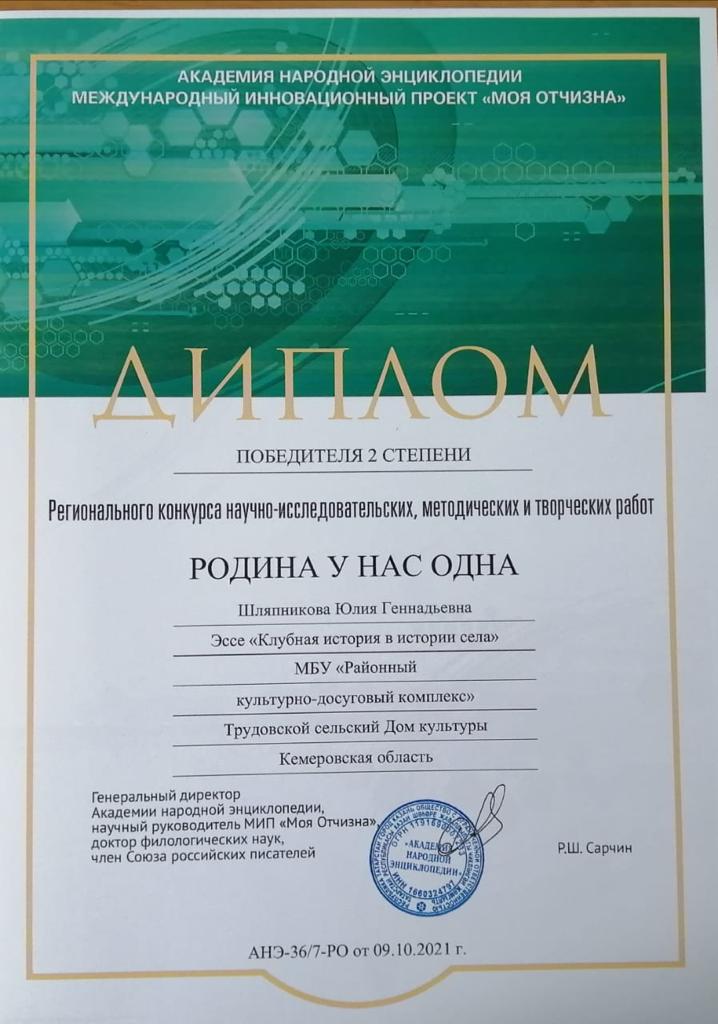 АКАДЕМИЯ НАРОДНОЙ ЭНЦИКЛОПЕДИИ
МЕЖДУНАРОДНЫЙ ИННОВАЦИОННЫЙ ПРОЕКТ «МОЯ ОТЧИЗНА»
ДИПЛОМ
ПОБЕДИТЕЛЯ 2 СТЕПЕНИ
Регионального конкурса научно-исследовательских, методических и творческих работ
РОДИНА У НАС ОДНА
Шляпникова Юлия Геннадьевна
Эссе «Клубная история в истории села»
МБУ «Районный
культурно-досуговый комплекс»
Трудовской сельский Дом культуры
Кемеровская область
Генеральный директор
Академии народной энциклопедии,
научный руководитель МИП «Моя Отчизна»,
доктор филологических наук,
член Союза российских писателей
«АКАДЕМИЯ
НАРОДНОЙ
ЭНЦИКЛОПЕДИИ»
ИНН 1660324797
Р.Ш. Сарчин
АНЭ-36/7-РО от 09.10.2021 г.